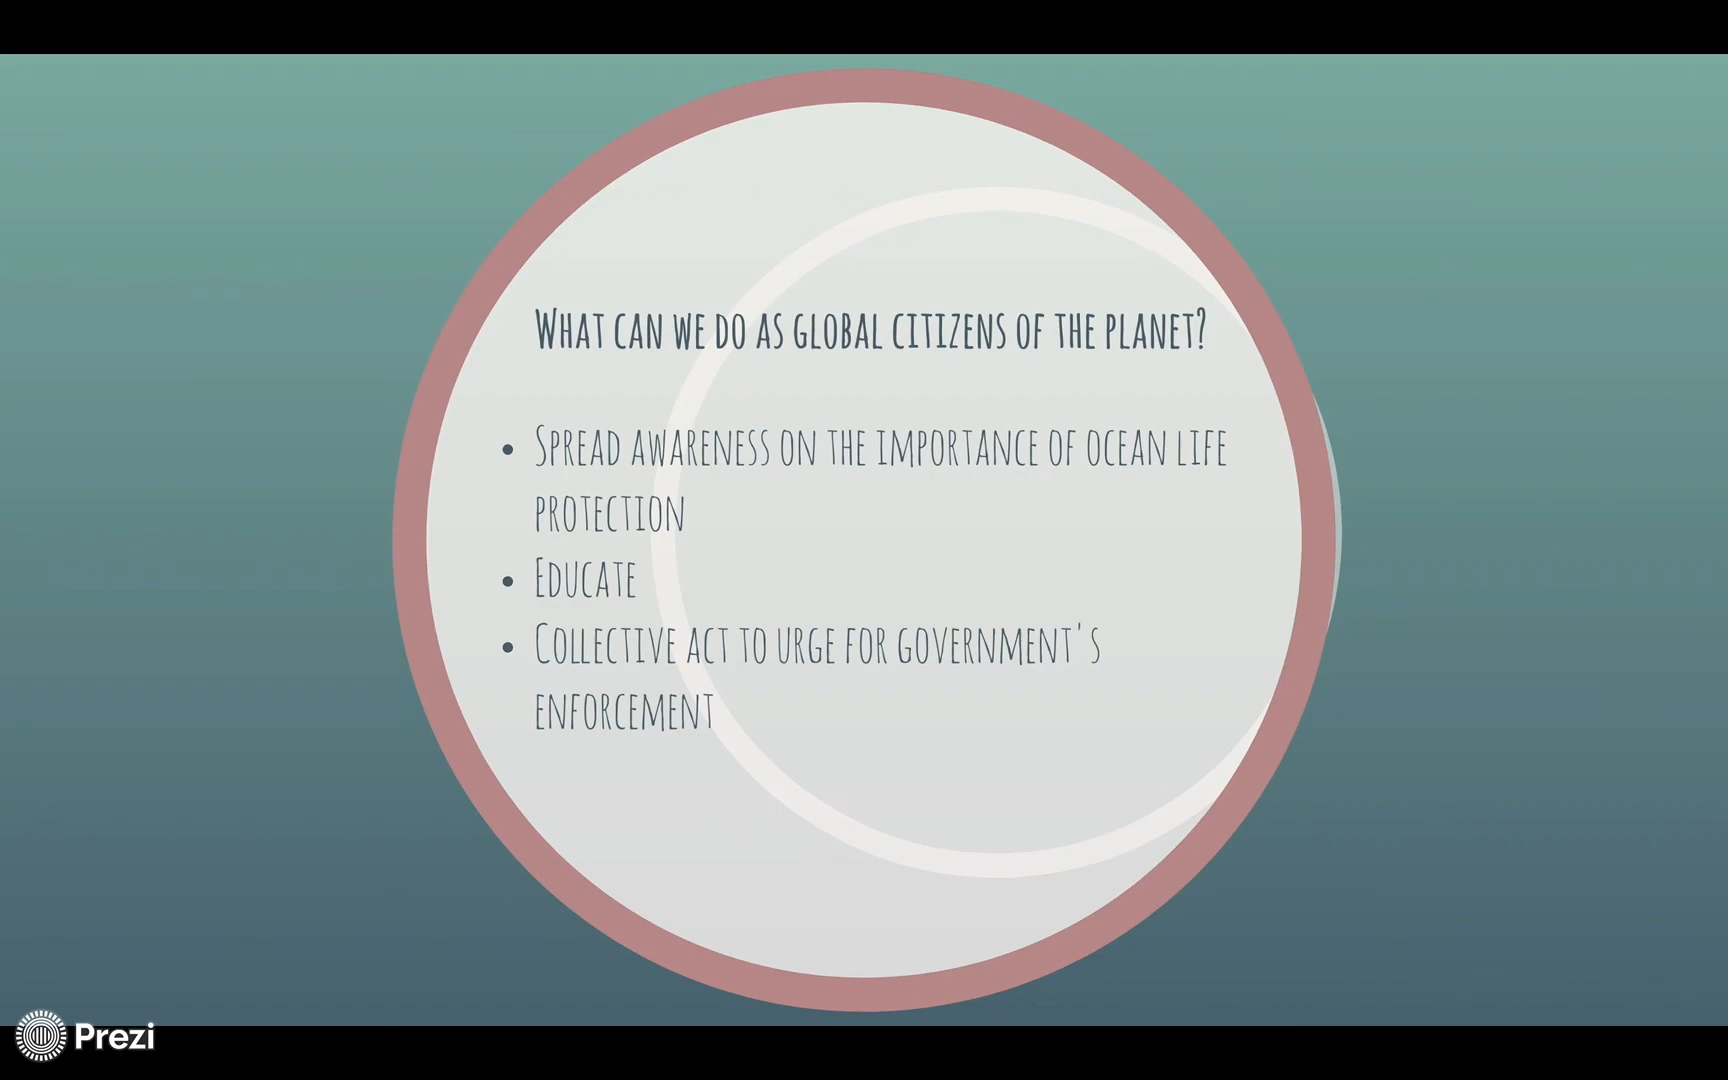 What can we do as global citizens of the planet?
• Spread awareness on the importance of ocean life
protection
• Educate
• Collective act to urge for government's
enforcement
Prezi